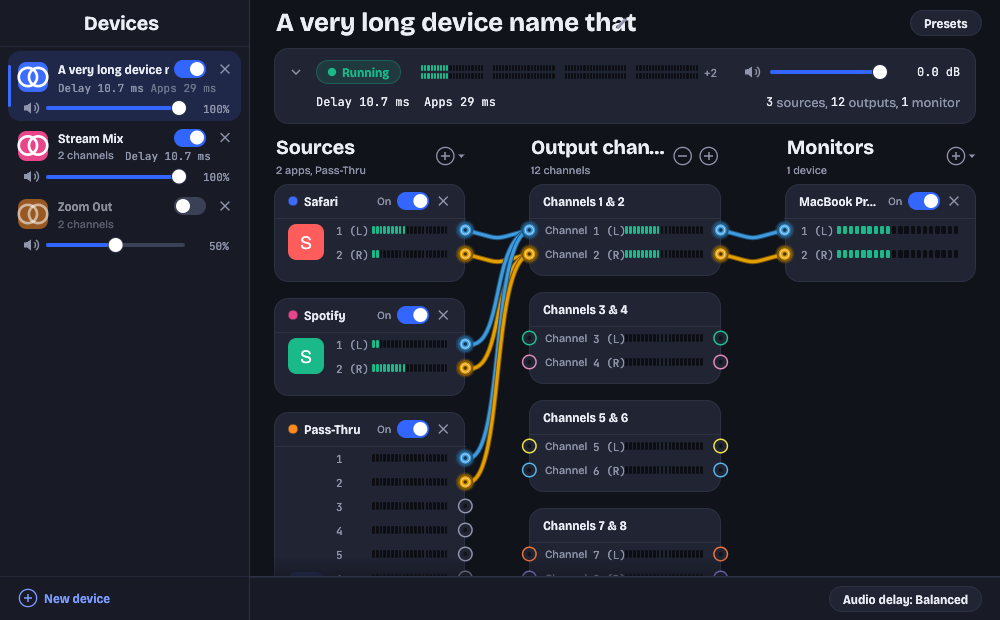 Devices
A very long device r
Delay 10.7 ms Apps 29 ms
100%
Stream Mix
2 channels Delay 10.7 ms
100%
Zoom Out
2 channels
50%
New device
A very long device name that
Presets
Running
+2
0.0 dB
Delay 10.7 ms Apps 29 ms
3 sources, 12 outputs, 1 monitor
Sources
2 apps, Pass-Thru
Safari On
S
1 (L)
2 (R)
Spotify On
S
1 (L)
2 (R)
Pass-Thru On
1
2
3
4
5
Output chan...
12 channels
Channels 1 & 2
Channel 1 (L)
Channel 2 (R)
Channels 3 & 4
Channel 3 (L)
Channel 4 (R)
Channels 5 & 6
Channel 5 (L)
Channel 6 (R)
Channels 7 & 8
Channel 7 (L)
Monitors
1 device
MacBook Pr... On
1 (L)
2 (R)
Audio delay: Balanced